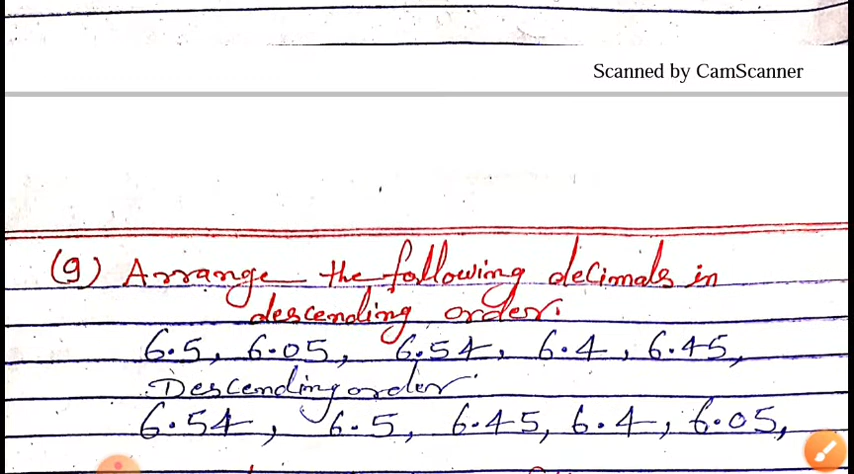 Scanned by CamScanner
(9) Arrange the following decimals in
descending order.
6.5, 6.05, 6.54, 6.4, 6.45,
Descending order
6.54, 6.5, 6.45, 6.4, 6.05,